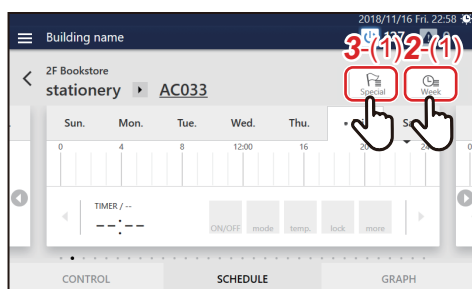 2018/11/16 Fri. 22:58
Building name
3-(1) 2-(1)
2F Bookstore
stationery AC033
Special Week
Sun. Mon. Tue. Wed. Thu.
0 4 8 12:00 16 20 24
TIMER / --
--:--
ON/OFF mode temp. lock more
CONTROL SCHEDULE GRAPH